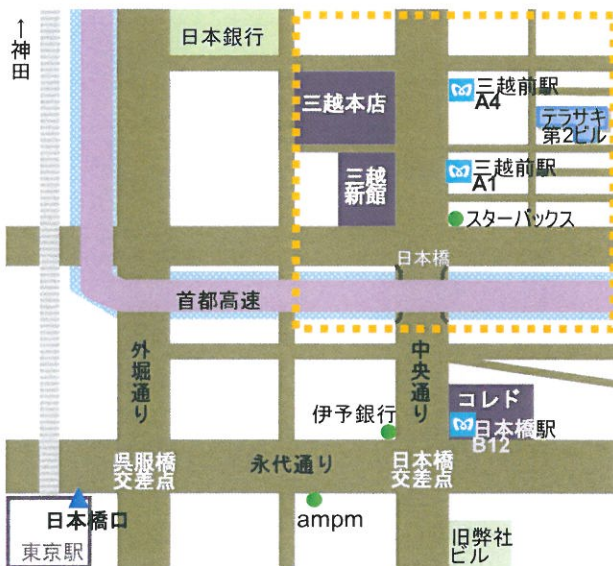 ↑神田
日本銀行
三越本店
三越前駅
A4
テラサキ
第2ビル
三越
新館
三越前駅
A1
スターバックス
日本橋
首都高速
外堀通り
中央通り
コレド
日本橋駅
B12
伊予銀行
呉服橋
交差点
永代通り
日本橋
交差点
日本橋口
ampm
東京駅
旧弊社
ビル